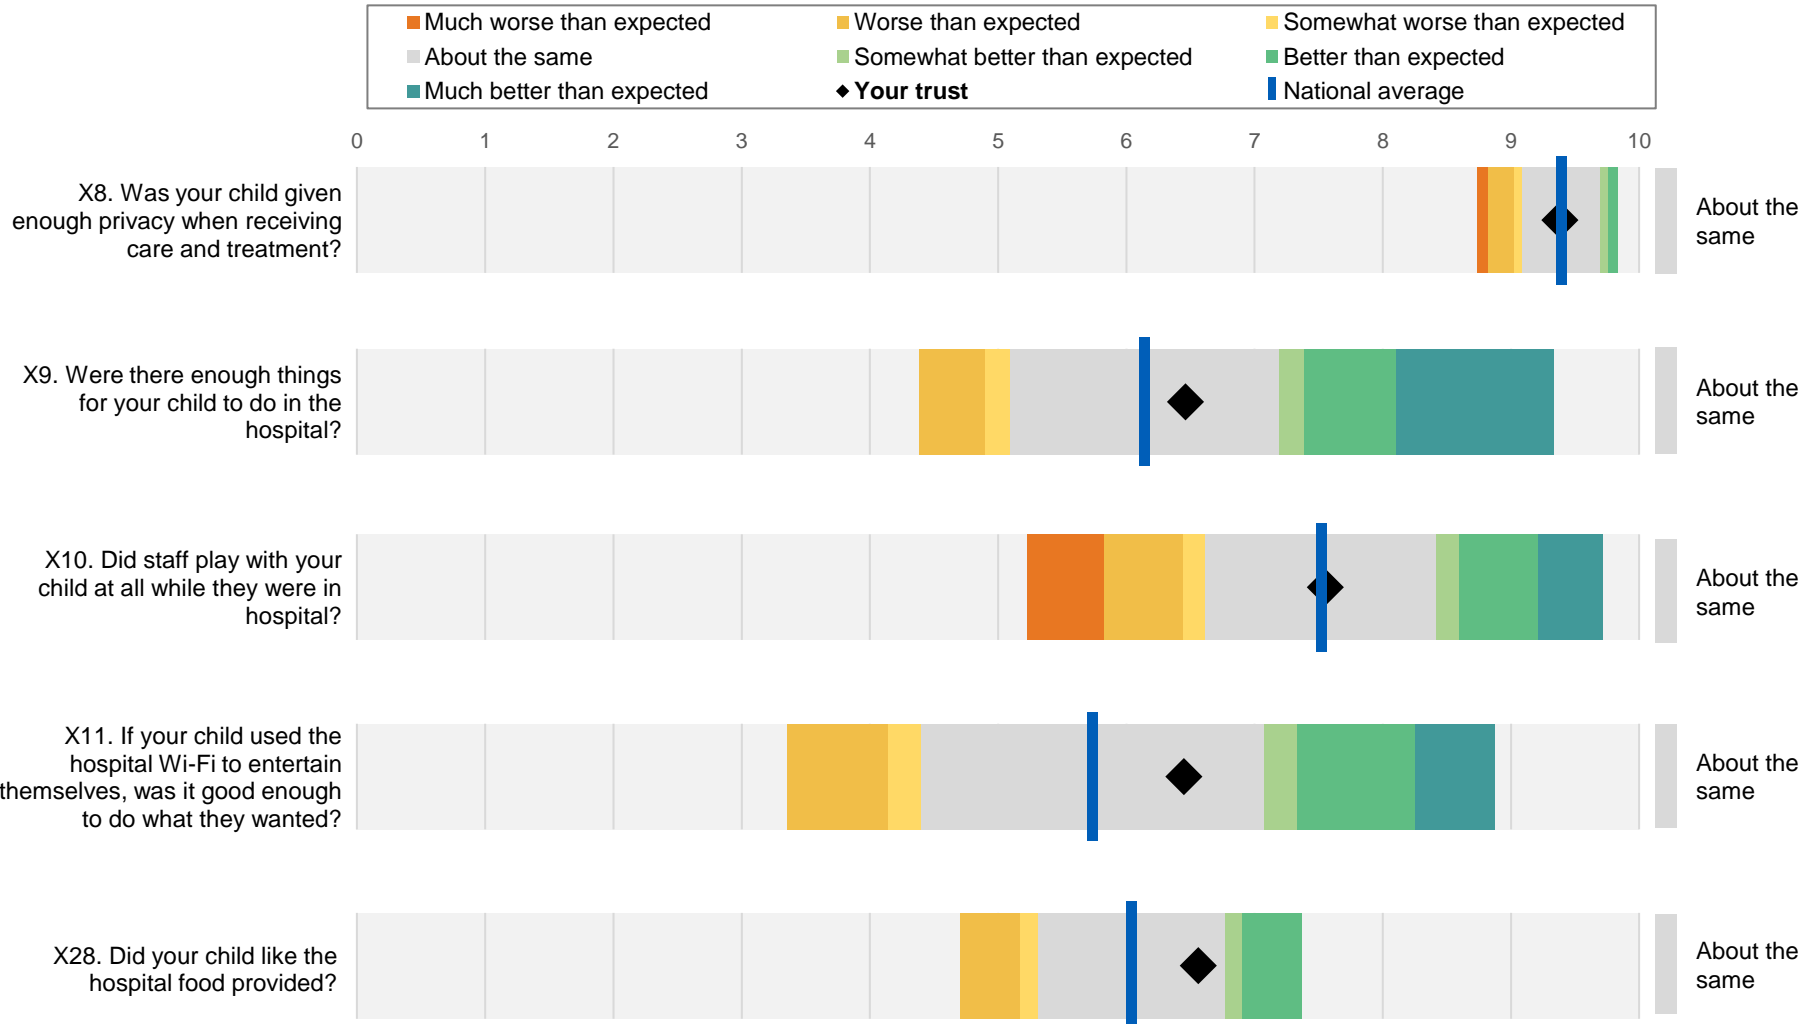 Much worse than expected
Worse than expected
Somewhat worse than expected
About the same
Somewhat better than expected
Better than expected
Much better than expected
Your trust
National average
0 1 2 3 4 5 6 7 8 9 10
X8. Was your child given
enough privacy when receiving
care and treatment?
About the
same
X9. Were there enough things
for your child to do in the
hospital?
About the
same
X10. Did staff play with your
child at all while they were in
hospital?
About the
same
X11. If your child used the
hospital Wi-Fi to entertain
themselves, was it good enough
to do what they wanted?
About the
same
X28. Did your child like the
hospital food provided?
About the
same